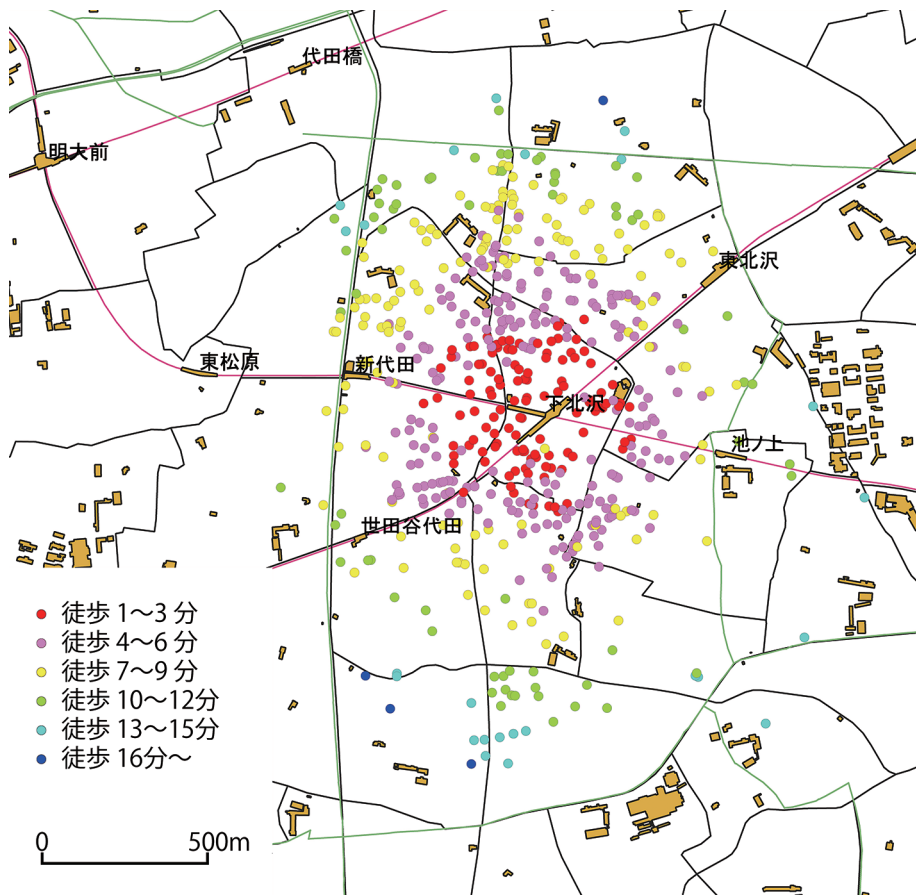 代田橋
明大前
東北沢
東松原
新代田
下北沢
池ノ上
世田谷代田
徒歩 1〜3 分
徒歩 4〜6 分
徒歩 7〜9 分
徒歩 10〜12分
徒歩 13〜15分
徒歩 16分〜
0 500m